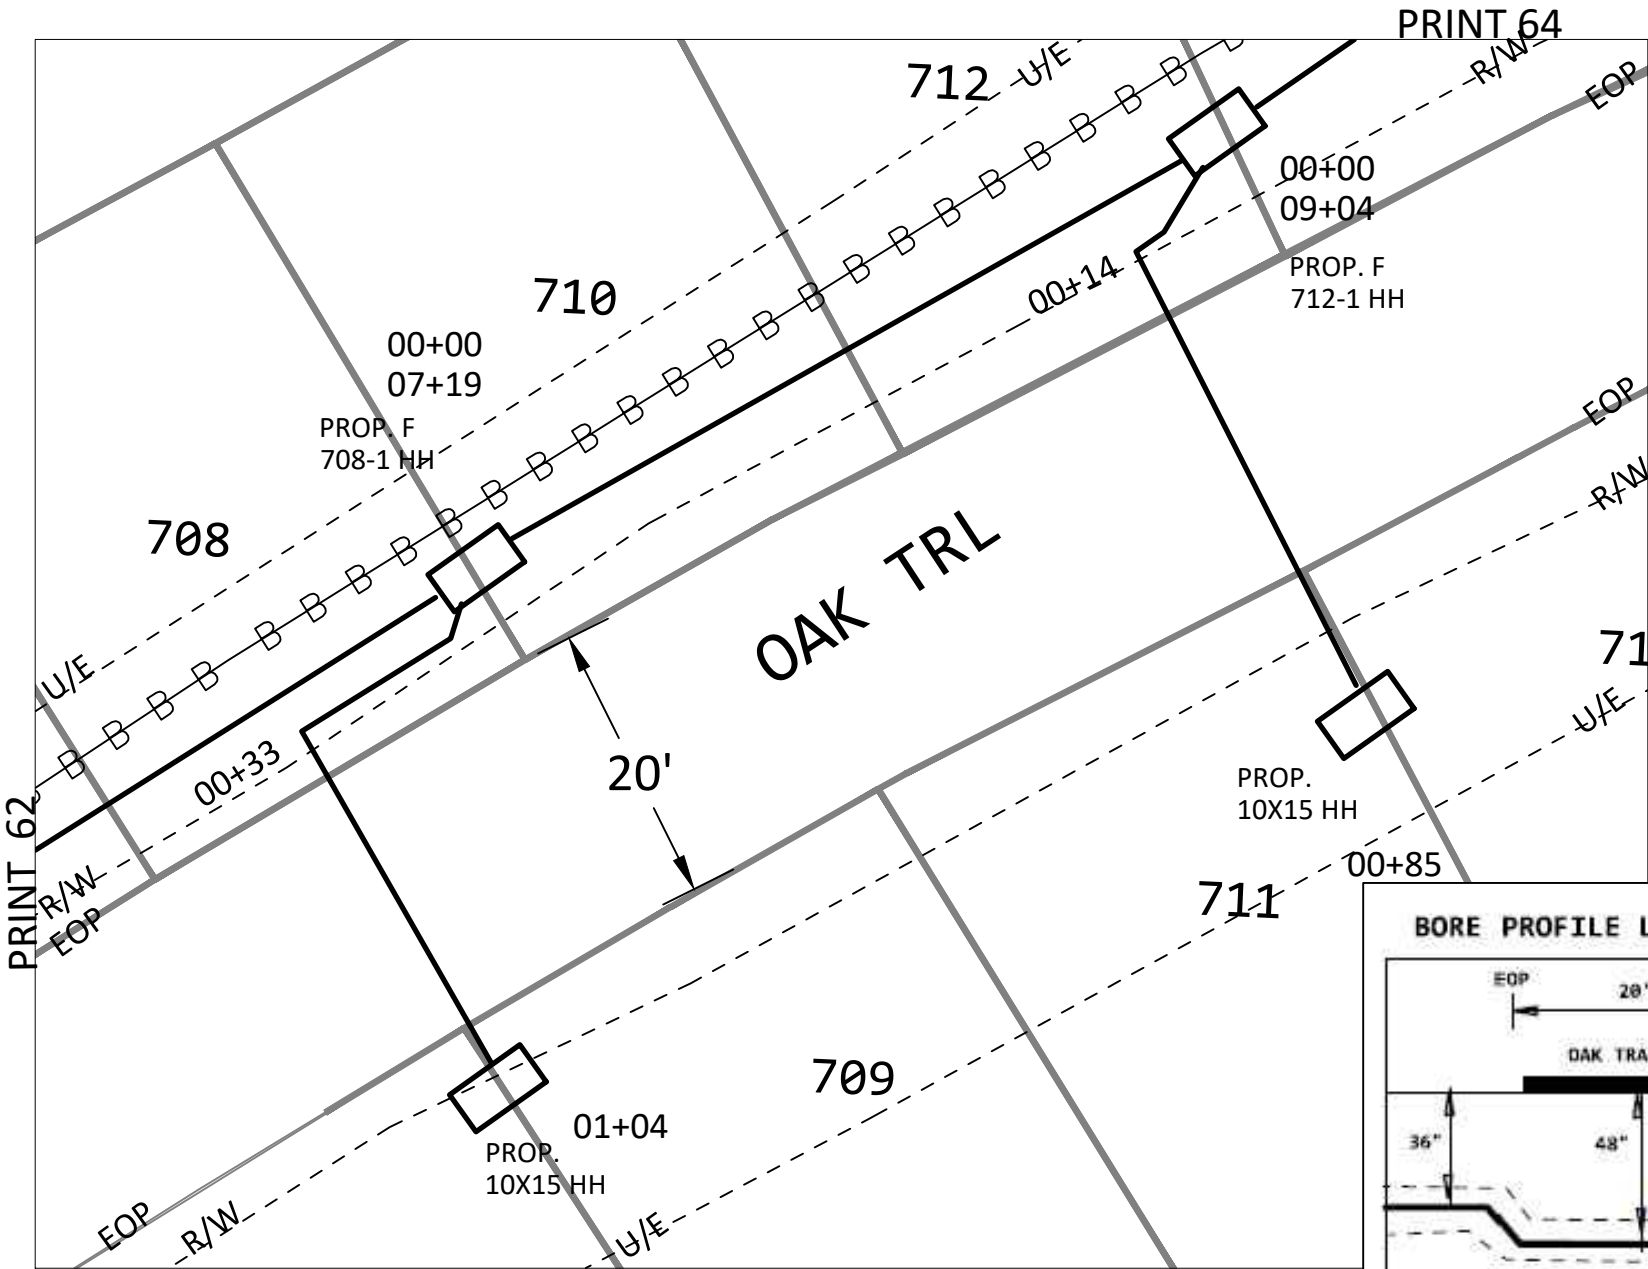 PRINT 64
712
U/E
R/W
EOP
B B B B B B B B B B B B B B B B B B B B B B B B B B
00+00
09+04
PROP. F
712-1 HH
710
00+14
00+00
07+19
PROP. F
708-1 HH
708
EOP
R/W
OAK TRL
U/E
71
U/E
20'
00+33
PROP.
10X15 HH
PRINT 62
R/W
EOP
00+85
711
BORE PROFILE L
EOP
20'
OAK TRA
36"
48"
709
01+04
PROP.
10X15 HH
EOP
R/W
U/E